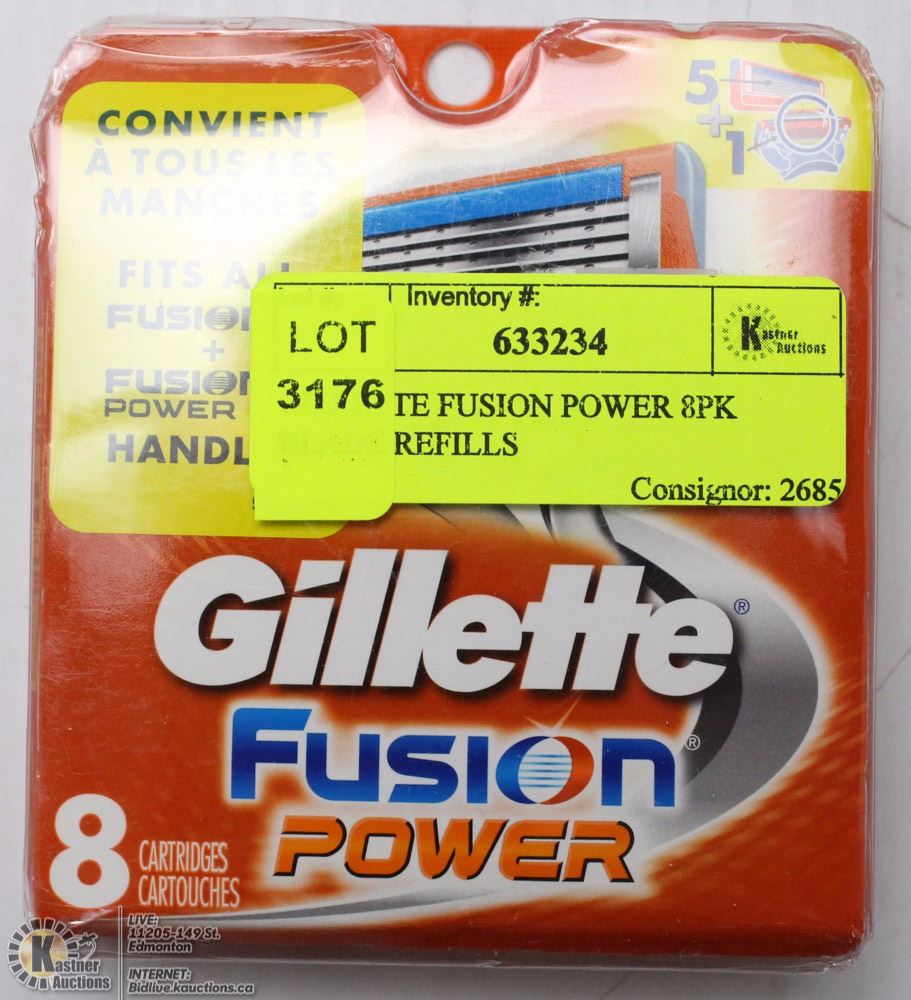 CONVIENT
À TOUS LES
MANCHES
FITS ALL
FUSION
+
FUSION
POWER
HANDL
5
+
1
LOT
3176
Inventory #:
633234
Kastner
Auctions
TE FUSION POWER 8PK
REFILLS
Consignor: 2685
Gillette®
FUSION®
POWER
8
CARTRIDGES
CARTOUCHES
Kastner
Auctions
LIVE:
11205-149 St.
Edmonton
INTERNET:
Bidlive.kauctions.ca